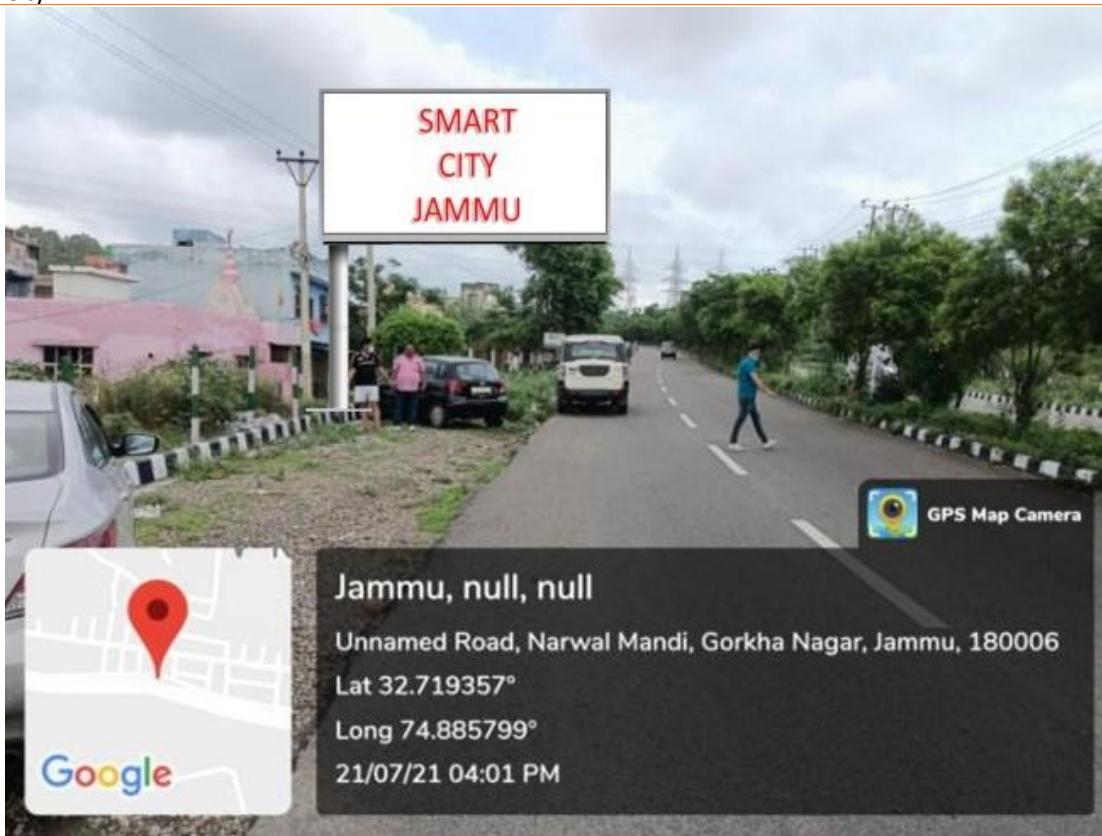 SMART
CITY
JAMMU
GPS Map Camera
Jammu, null, null
Unnamed Road, Narwal Mandi, Gorkha Nagar, Jammu, 180006
Lat 32.719357°
Long 74.885799°
21/07/21 04:01 PM
Google